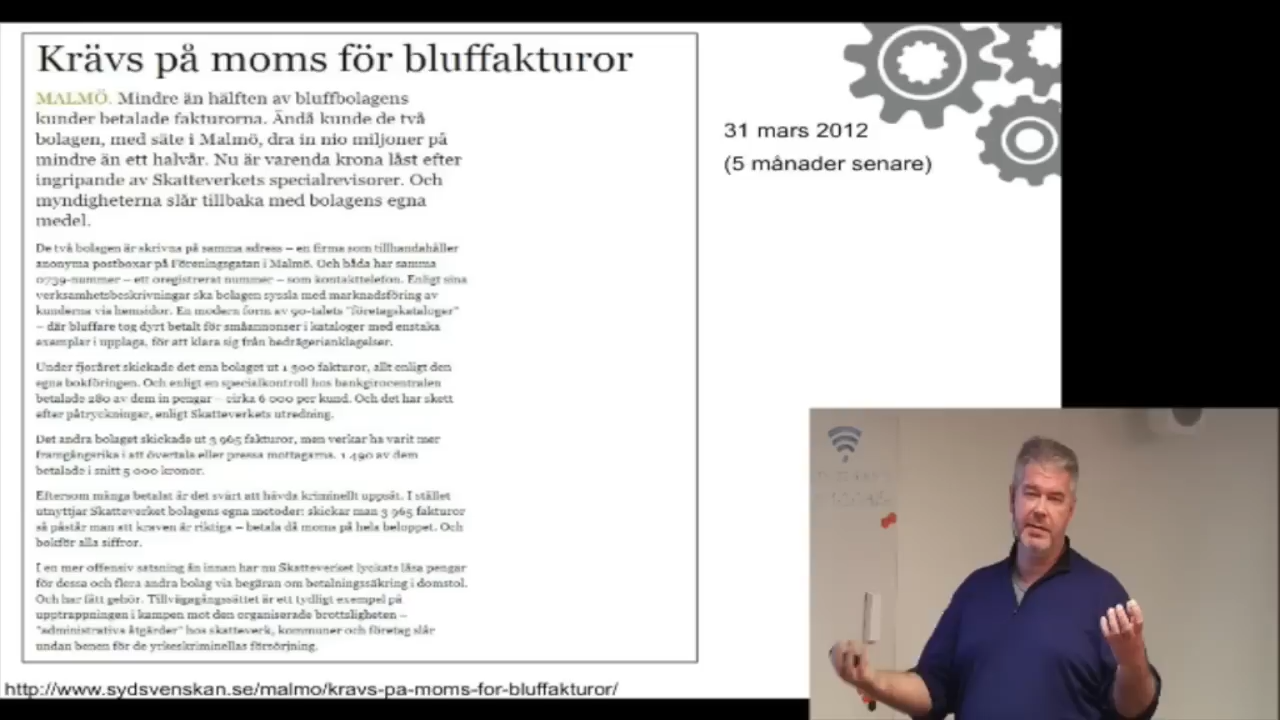 Krävs på moms för bluffakturor
MALMÖ. Mindre än hälften av bluffbolagens
kunder betalade fakturorna. Ändå kunde de två
bolagen, med säte i Malmö, dra in nio miljoner på
mindre än ett halvår. Nu är varenda krona låst efter
ingripande av Skatteverkets specialrevisorer. Och
myndigheterna slår tillbaka med bolagens egna
medel.
De två bolagen är skrivna på samma adress – en firma som tillhandahåller
anonyma postboxar på Föreningsgatan i Malmö. Och båda har samma
0739-nummer – ett oregistrerat nummer – som kontakttelefon. Enligt sina
verksamhetsbeskrivningar ska bolagen syssla med marknadsföring av
kunderna via hemsidor. En modern form av 90-talets "företagskataloger"
– där bluffare tog dyrt betalt för småannonser i kataloger med enstaka
exemplar i upplaga, för att klara sig från bedrägerianklagelser.
Under fjoråret skickade det ena bolaget ut 1 300 fakturor, allt enligt den
egna bokföringen. Och enligt en specialkontroll hos bankgirocentralen
betalade 280 av dem in pengar – cirka 6 000 per kund. Och det har skett
efter påtryckningar, enligt Skatteverkets utredning.
Det andra bolaget skickade ut 3 965 fakturor, men verkar ha varit mer
framgångsrika i att övertala eller pressa mottagarna. 1 490 av dem
betalade i snitt 5 000 kronor.
Eftersom många betalat är det svårt att hävda kriminellt uppsåt. I stället
utnyttjar Skatteverket bolagens egna metoder: skickar man 3 965 fakturor
så påstår man att kraven är riktiga – betala då moms på hela beloppet. Och
bokför alla siffror.
I en mer offensiv satsning än innan har nu Skatteverket lyckats låsa pengar
för dessa och flera andra bolag via begäran om betalningssäkring i domstol.
Och har fått gehör. Tillvägagångssättet är ett tydligt exempel på
upptrappningen i kampen mot den organiserade brottsligheten –
"administrativa åtgärder" hos skatteverk, kommuner och företag slår
undan benen för de yrkeskriminellas försörjning.
31 mars 2012
(5 månader senare)
http://www.sydsvenskan.se/malmo/kravs-pa-moms-for-bluffakturor/